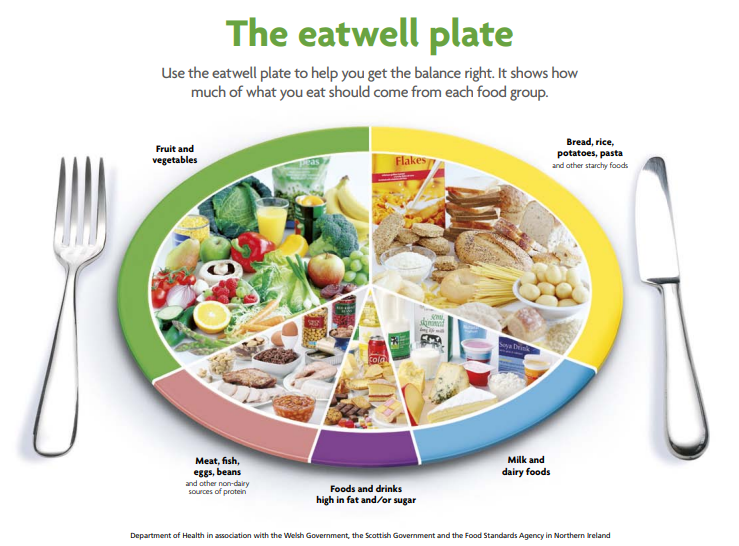 The eatwell plate
Use the eatwell plate to help you get the balance right. It shows how
much of what you eat should come from each food group.
Fruit and
vegetables
Bread, rice,
potatoes, pasta
and other starchy foods
peas
Flakes
semi
skimmed
cola
soya Drink
Meat, fish,
eggs, beans
and other non-dairy
sources of protein
Foods and drinks
high in fat and/or sugar
Milk and
dairy foods
Department of Health in association with the Welsh Government, the Scottish Government and the Food Standards Agency in Northern Ireland